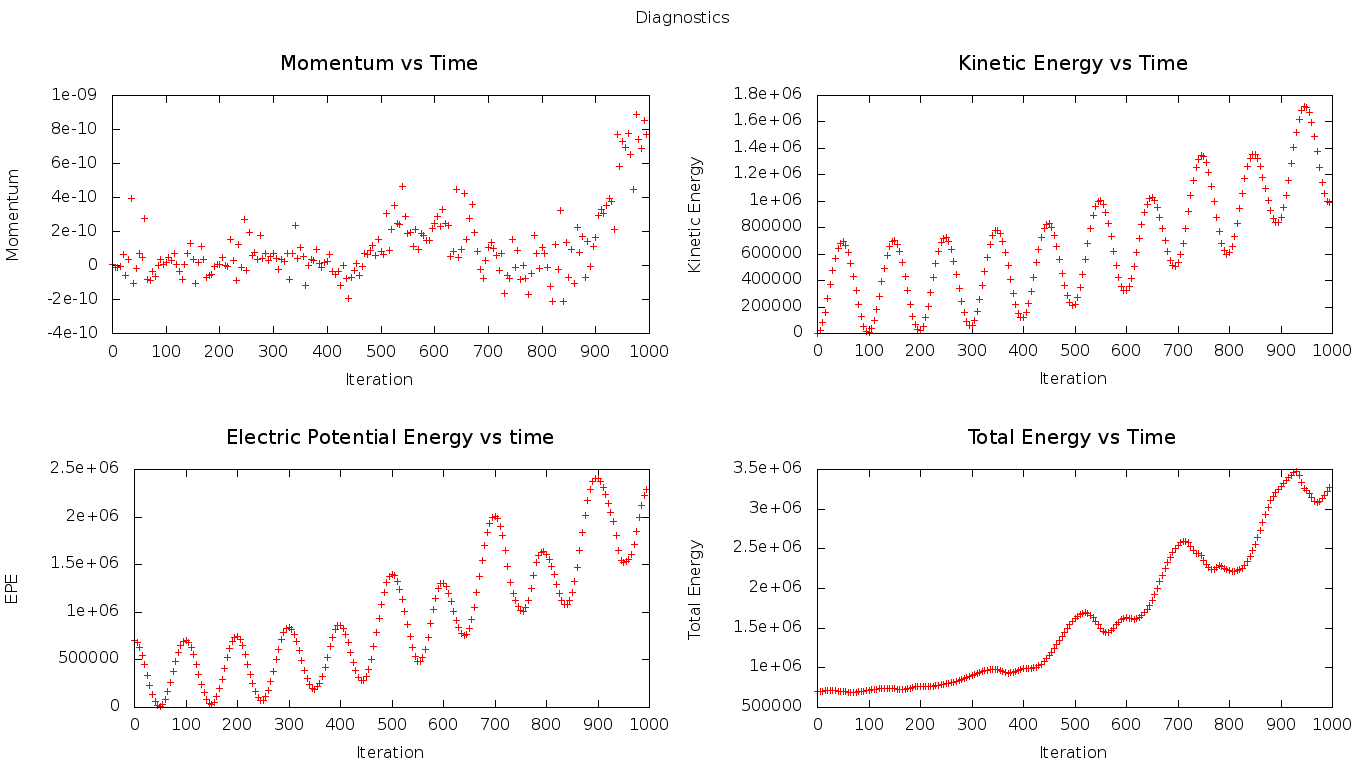 Diagnostics
Momentum vs Time
1e-09
8e-10
6e-10
4e-10
2e-10
0
-2e-10
-4e-10
Momentum
0 100 200 300 400 500 600 700 800 900 1000
Iteration
Kinetic Energy vs Time
1.8e+06
1.6e+06
1.4e+06
1.2e+06
1e+06
800000
600000
400000
200000
0
Kinetic Energy
0 100 200 300 400 500 600 700 800 900 1000
Iteration
Electric Potential Energy vs time
2.5e+06
2e+06
1.5e+06
1e+06
500000
0
EPE
0 100 200 300 400 500 600 700 800 900 1000
Iteration
Total Energy vs Time
3.5e+06
3e+06
2.5e+06
2e+06
1.5e+06
1e+06
500000
Total Energy
0 100 200 300 400 500 600 700 800 900 1000
Iteration